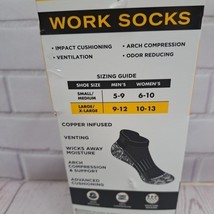 WORK SOCKS
• IMPACT CUSHIONING • ARCH COMPRESSION
• VENTILATION • ODOR REDUCING
SIZING GUIDE
SHOE SIZE MEN'S WOMEN'S
SMALL/
MEDIUM 5-9 6-10
LARGE/
X-LARGE 9-12 10-13
COPPER INFUSED
VENTING
WICKS AWAY
MOISTURE
ARCH
COMPRESSION
& SUPPORT
ADVANCED
CUSHIONING